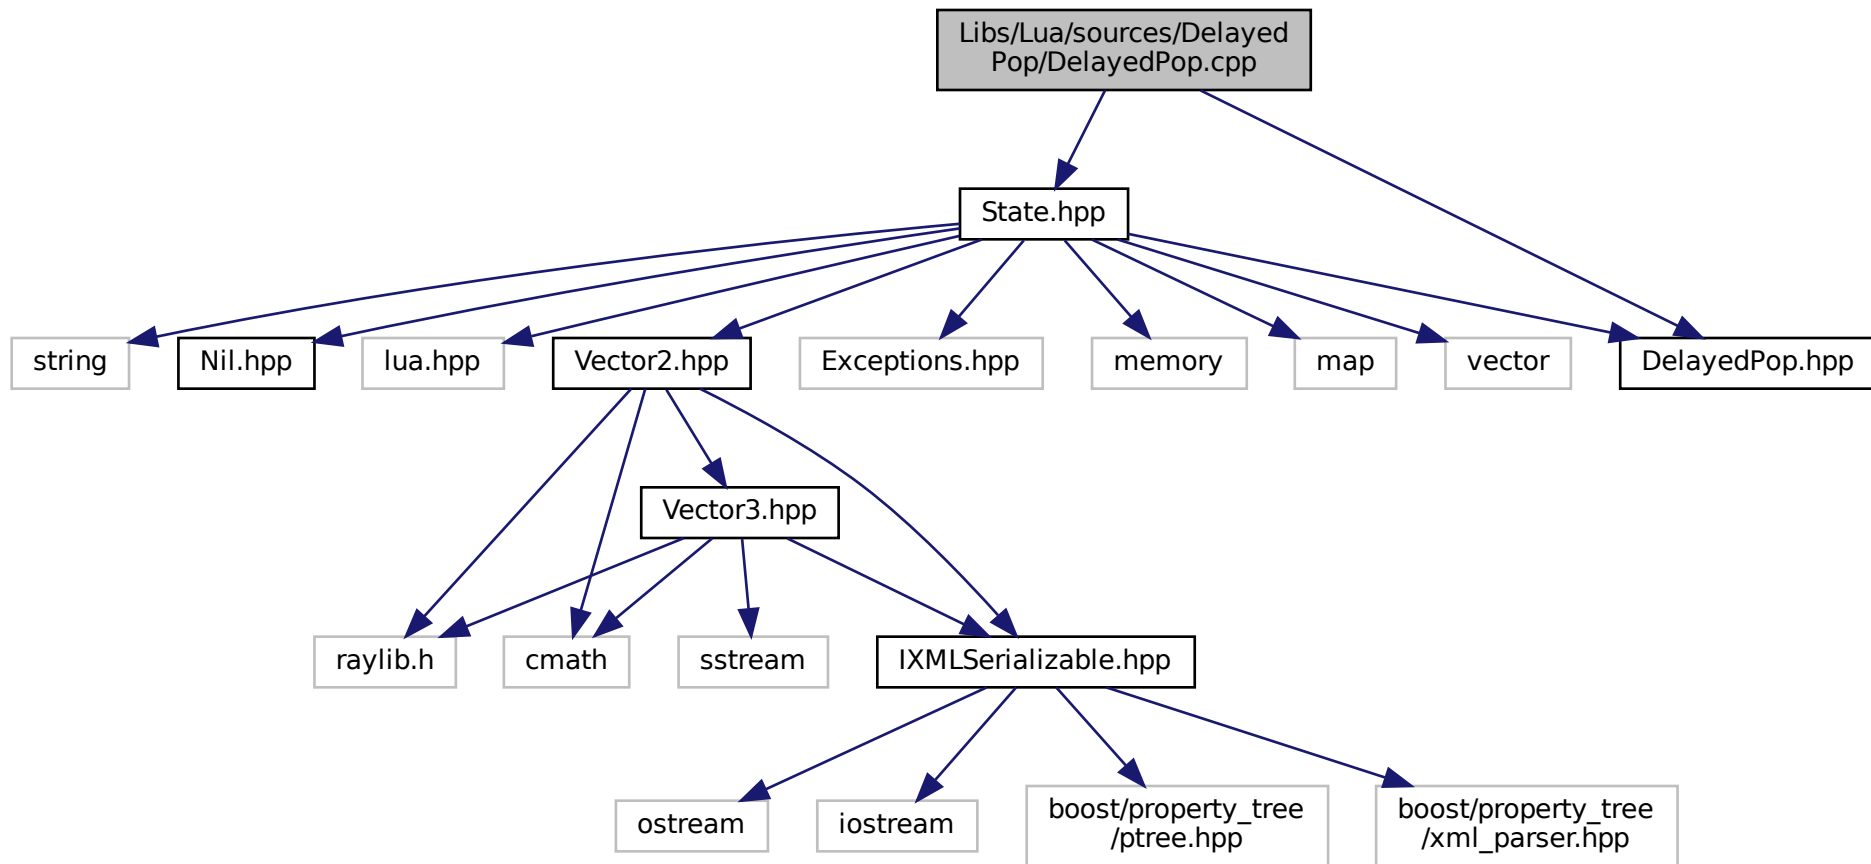 Libs/Lua/sources/Delayed
Pop/DelayedPop.cpp
State.hpp
string
Nil.hpp
lua.hpp
Vector2.hpp
Exceptions.hpp
memory
map
vector
DelayedPop.hpp
Vector3.hpp
raylib.h
cmath
sstream
IXMLSerializable.hpp
ostream
iostream
boost/property_tree
/ptree.hpp
boost/property_tree
/xml_parser.hpp